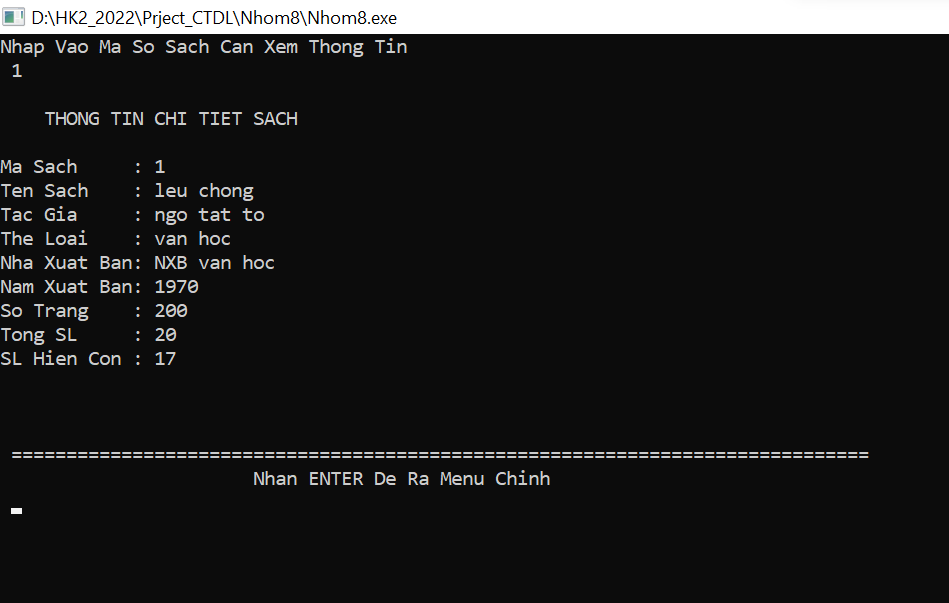 D:\HK2_2022\Prject_CTDL\Nhom8\Nhom8.exe
Nhap Vao Ma So Sach Can Xem Thong Tin
1
THONG TIN CHI TIET SACH
Ma Sach     : 1
Ten Sach    : leu chong
Tac Gia     : ngo tat to
The Loai    : van hoc
Nha Xuat Ban: NXB van hoc
Nam Xuat Ban: 1970
So Trang    : 200
Tong SL     : 20
SL Hien Con : 17
==============================================================================
Nhan ENTER De Ra Menu Chinh